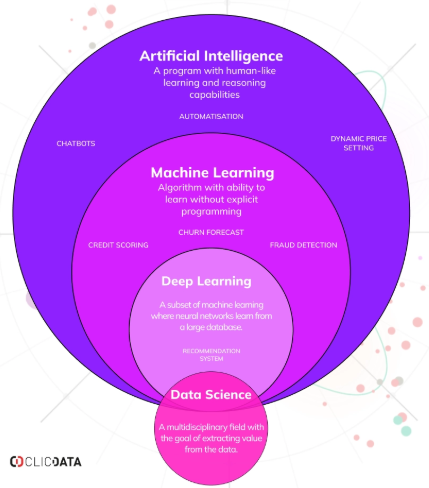 Artificial Intelligence
A program with human-like
learning and reasoning
capabilities
AUTOMATISATION
CHATBOTS
DYNAMIC PRICE
SETTING
Machine Learning
Algorithm with ability to
learn without explicit
programming
CHURN FORECAST
CREDIT SCORING
FRAUD DETECTION
Deep Learning
A subset of machine learning
where neural networks learn from
a large database.
RECOMMENDATION
SYSTEM
Data Science
A multidisciplinary field with
the goal of extracting value
from the data.
CLICDATA